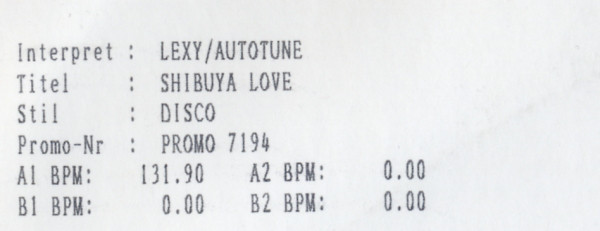 Interpret : LEXY/AUTOTUNE
Titel : SHIBUYA LOVE
Stil : DISCO
Promo-Nr : PROMO 7194
A1 BPM: 131.90 A2 BPM: 0.00
B1 BPM: 0.00 B2 BPM: 0.00